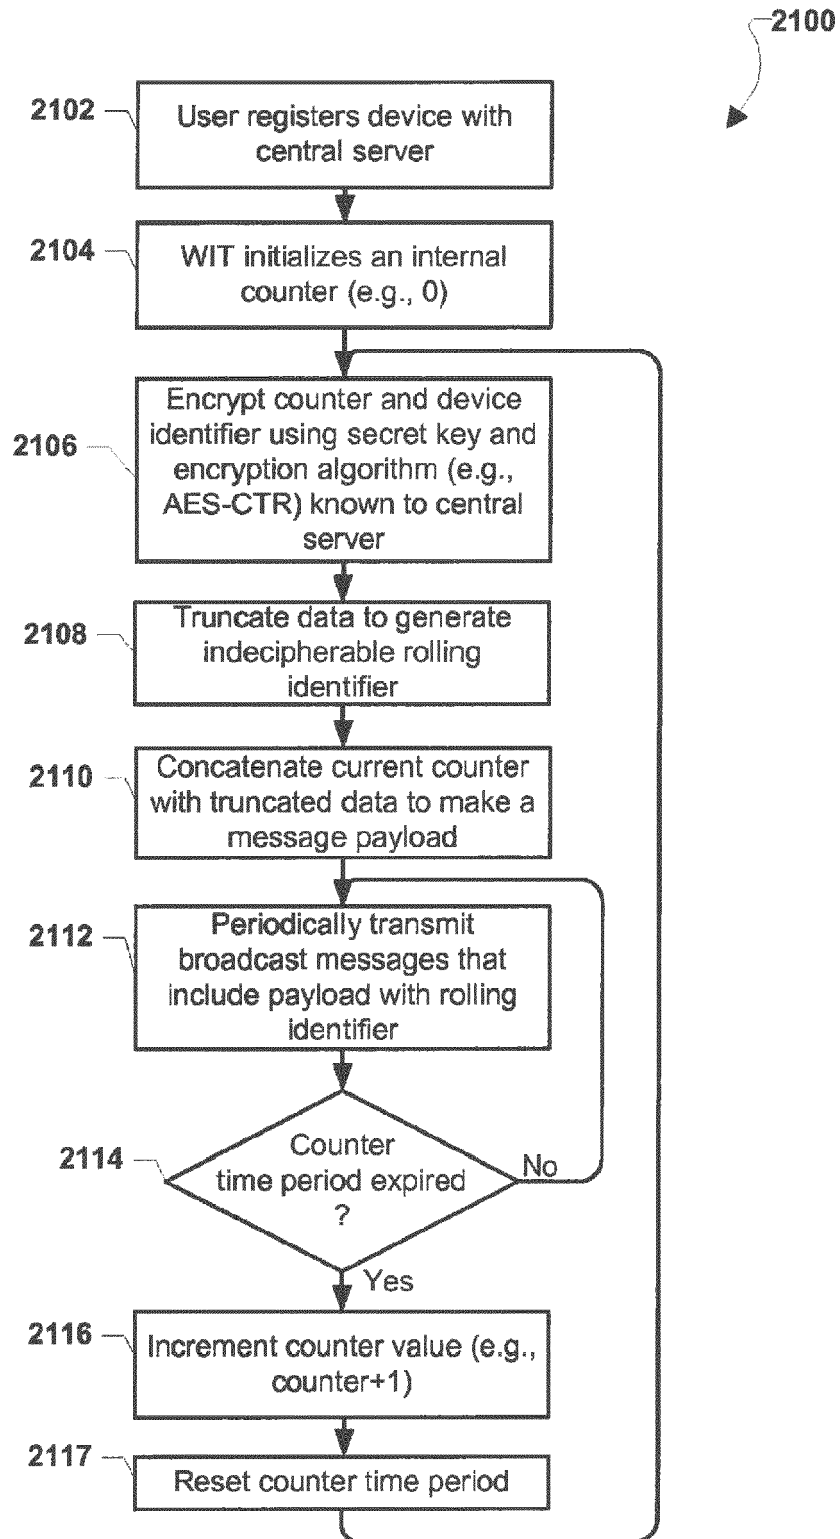 2100
2102
User registers device with
central server
2104
WIT initializes an internal
counter (e.g., 0)
2106
Encrypt counter and device
identifier using secret key and
encryption algorithm (e.g.,
AES-CTR) known to central
server
2108
Truncate data to generate
indecipherable rolling
identifier
2110
Concatenate current counter
with truncated data to make a
message payload
2112
Periodically transmit
broadcast messages that
include payload with rolling
identifier
2114
Counter
time period expired
?
No
Yes
2116
Increment counter value (e.g.,
counter+1)
2117
Reset counter time period